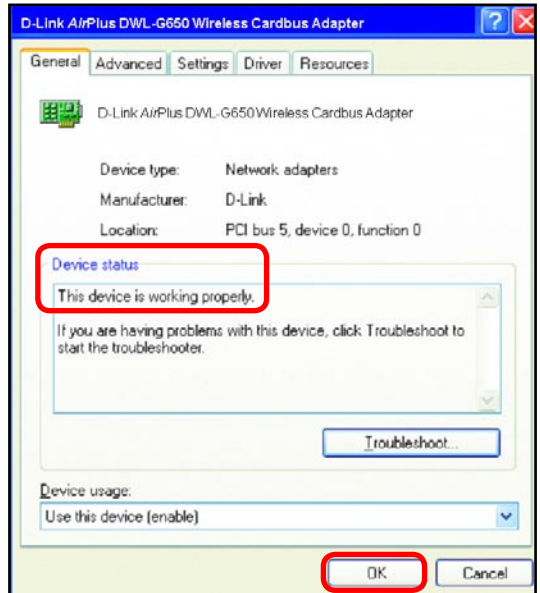 D-Link AirPlus DWL-G650 Wireless Cardbus Adapter
General Advanced Settings Driver Resources
D-Link AirPlus DWL-G650 Wireless Cardbus Adapter
Device type: Network adapters
Manufacturer: D-Link
Location: PCI bus 5, device 0, function 0
Device status
This device is working properly.
If you are having problems with this device, click Troubleshoot to
start the troubleshooter.
Troubleshoot...
Device usage:
Use this device (enable)
OK Cancel